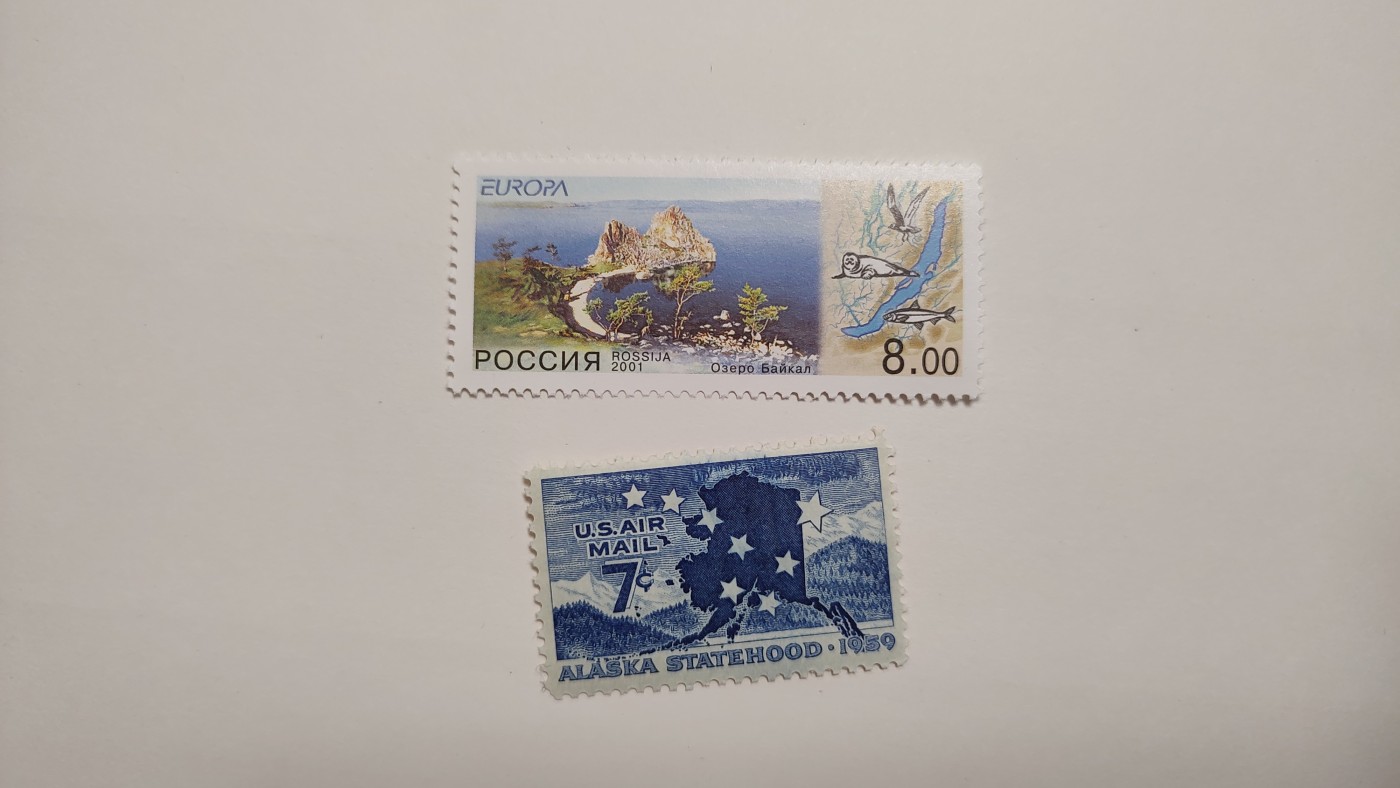 EUROPA
РОССИЯ ROSSIJA
2001
Озеро Байкал
8.00
U.S. AIR
MAIL
7¢
ALASKA STATEHOOD · 1959